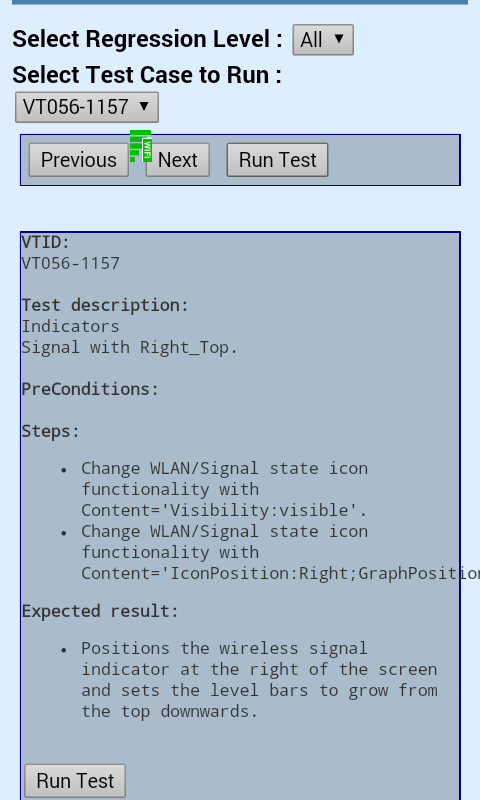 Select Regression Level : All
Select Test Case to Run :
VT056-1157
Previous WiFi Next Run Test
VTID:
VT056-1157
Test description:
Indicators
Signal with Right_Top.
PreConditions:
Steps:
• Change WLAN/Signal state icon
functionality with
Content='Visibility:visible'.
• Change WLAN/Signal state icon
functionality with
Content='IconPosition:Right;GraphPosition
Expected result:
• Positions the wireless signal
indicator at the right of the screen
and sets the level bars to grow from
the top downwards.
Run Test